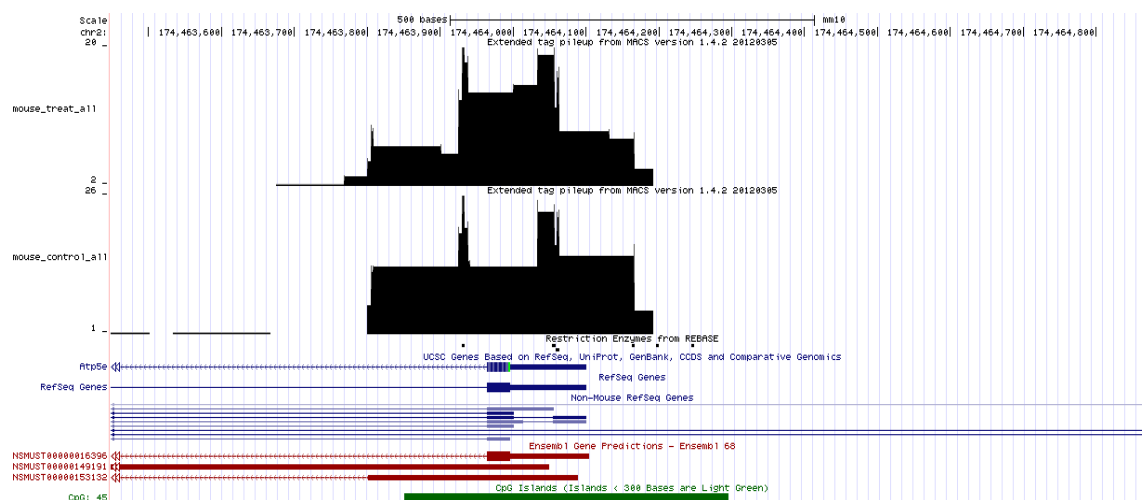 Scale 500 bases mm10
chr2: 174,463,600 174,463,700 174,463,800 174,463,900 174,464,000 174,464,100 174,464,200 174,464,300 174,464,400 174,464,500 174,464,600 174,464,700 174,464,800
Extended tag pileup from MACS version 1.4.2 20120305
20 _
mouse_treat_all
2 _
Extended tag pileup from MACS version 1.4.2 20120305
26 _
mouse_control_all
1 _
Restriction Enzymes from REBASE
UCSC Genes Based on RefSeq, UniProt, GenBank, CCDS and Comparative Genomics
Atp5e
RefSeq Genes
RefSeq Genes
Non-Mouse RefSeq Genes
Ensembl Gene Predictions - Ensembl 68
NSMUST00000016396
NSMUST00000149191
NSMUST00000153132
CpG Islands (Islands < 300 Bases are Light Green)
CpG: 45